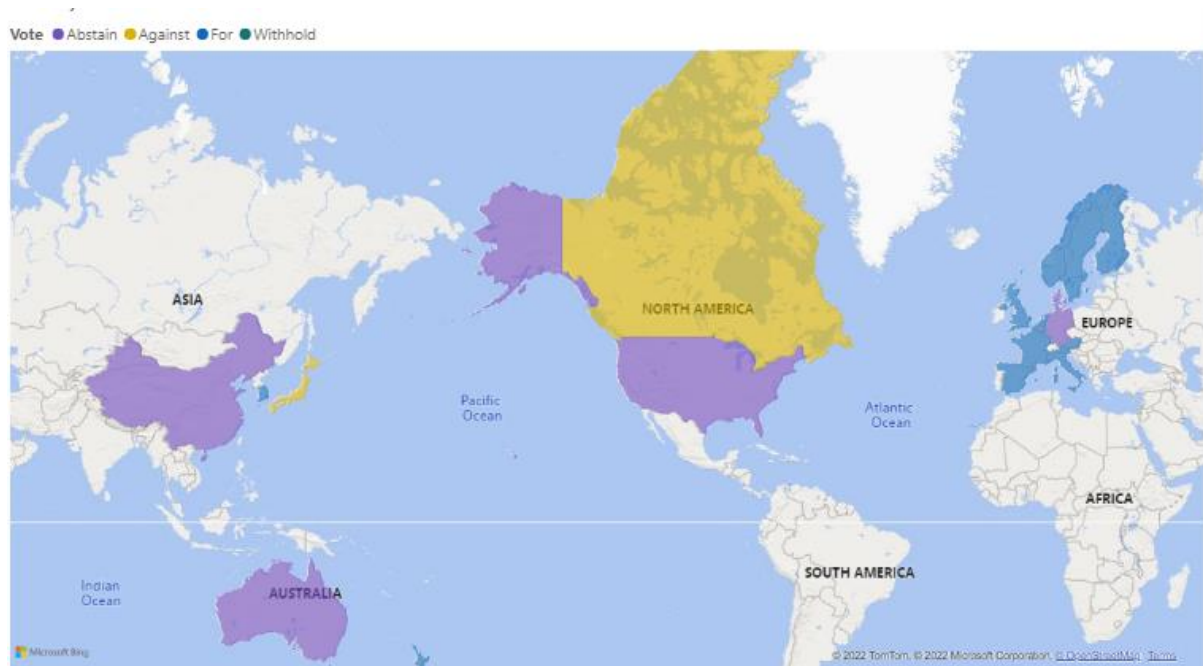 Vote Abstain Against For Withhold
ASIA
NORTH AMERICA
EUROPE
Pacific
Ocean
Atlantic
Ocean
AFRICA
SOUTH AMERICA
Indian
Ocean
AUSTRALIA
Microsoft Bing
© 2022 TomTom, © 2022 Microsoft Corporation, © OpenStreetMap Terms